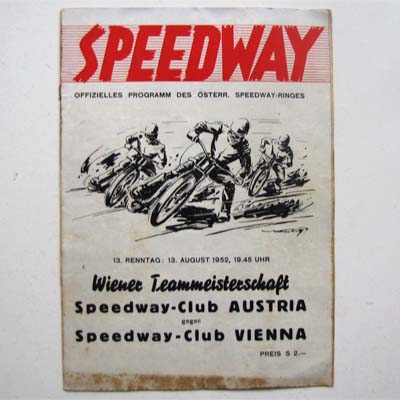 SPEEDWAY
OFFIZIELLES PROGRAMM DES ÖSTERR. SPEEDWAY-RINGES
13. RENNTAG: 13. AUGUST 1952, 19.45 UHR
Wiener Teammeisterschaft
Speedway-Club AUSTRIA
gegen
Speedway-Club VIENNA
PREIS S 2.—